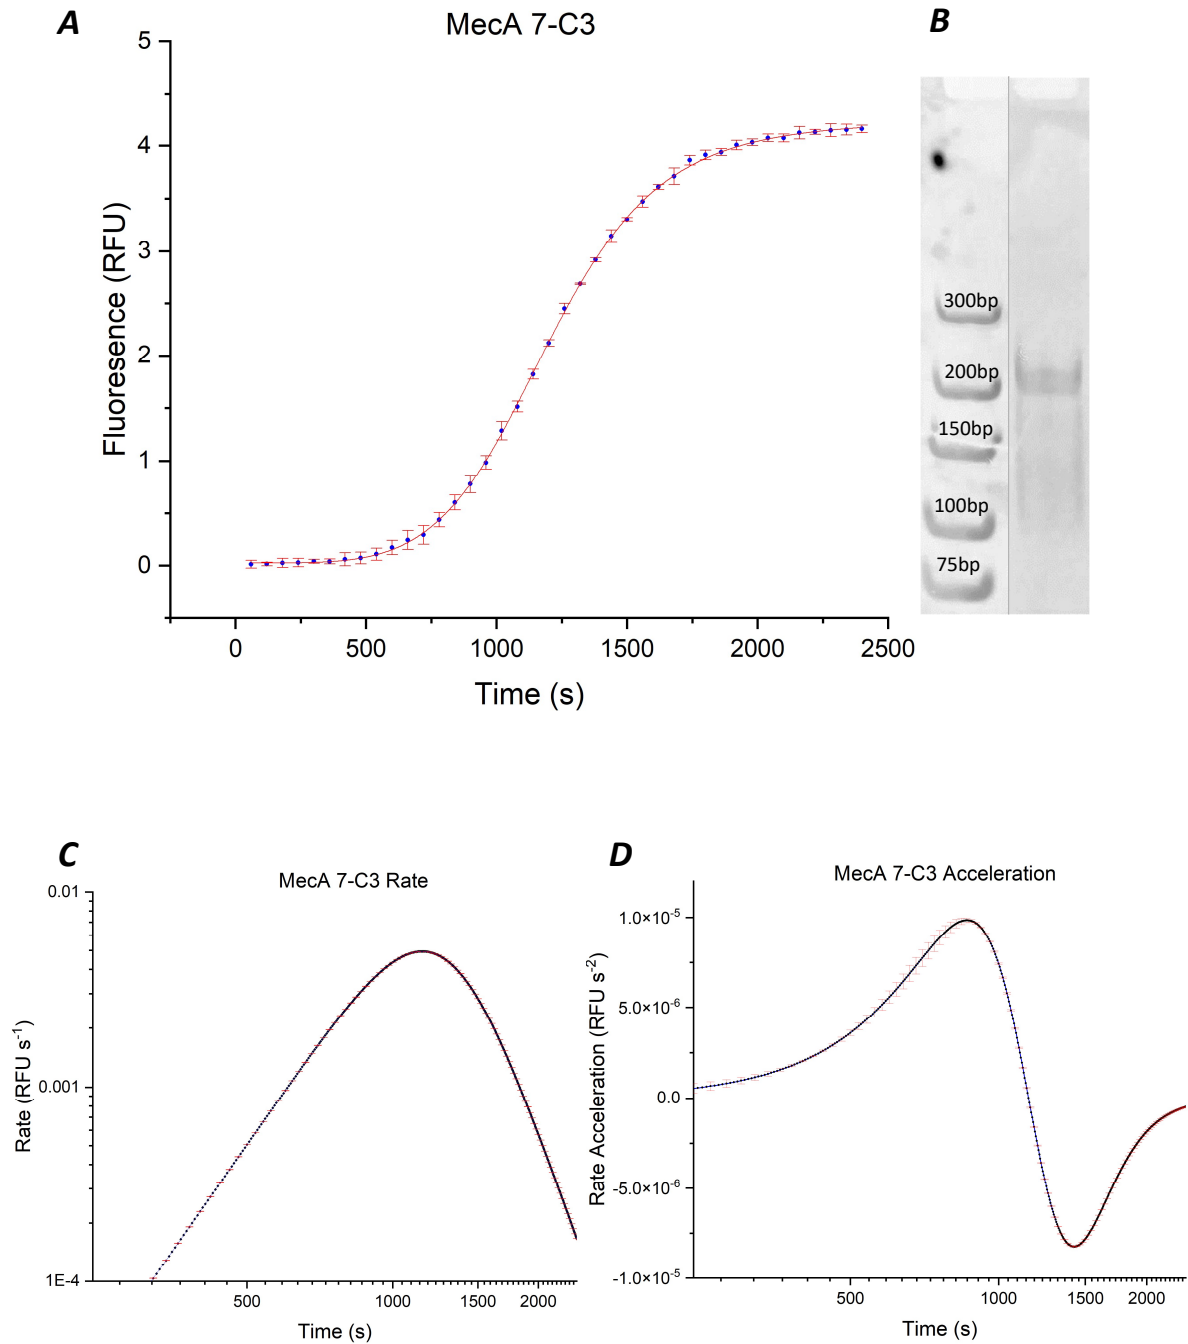 A
MecA 7-C3
5
4
3
2
1
0
Fluoresence (RFU)
0 500 1000 1500 2000 2500
Time (s)
B
300bp
200bp
150bp
100bp
75bp
C
MecA 7-C3 Rate
0.01
0.001
1E-4
Rate (RFU s⁻¹)
500 1000 1500 2000
Time (s)
D
MecA 7-C3 Acceleration
1.0×10⁻⁵
5.0×10⁻⁶
0.0
-5.0×10⁻⁶
-1.0×10⁻⁵
Rate Acceleration (RFU s⁻²)
500 1000 1500 2000
Time (s)